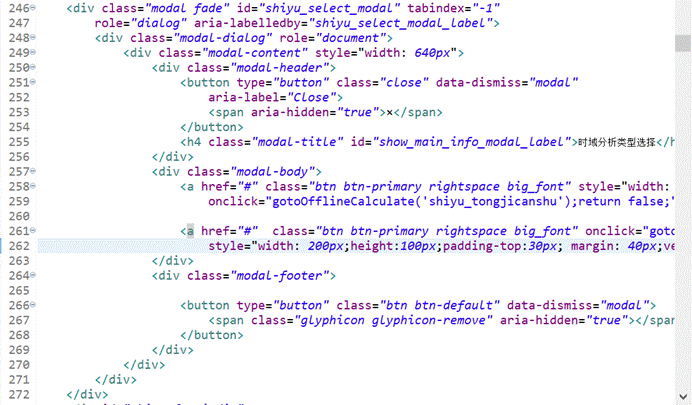 246 <div class="modal fade" id="shiyu_select_modal" tabindex="-1"
247 role="dialog" aria-labelledby="shiyu_select_modal_label">
248 <div class="modal-dialog" role="document">
249 <div class="modal-content" style="width: 640px">
250 <div class="modal-header">
251 <button type="button" class="close" data-dismiss="modal"
252 aria-label="Close">
253 <span aria-hidden="true">×</span>
254 </button>
255 <h4 class="modal-title" id="show_main_info_modal_label">时域分析类型选择</h
256 </div>
257 <div class="modal-body">
258 <a href="#" class="btn btn-primary rightspace big_font" style="width:
259 onclick="gotoOfflineCalculate('shiyu_tongjicanshu');return false;"
260
261 <a href="#" class="btn btn-primary rightspace big_font" onclick="goto
262 style="width: 200px;height:100px;padding-top:30px; margin: 40px;ve
263 </div>
264 <div class="modal-footer">
265
266 <button type="button" class="btn btn-default" data-dismiss="modal">
267 <span class="glyphicon glyphicon-remove" aria-hidden="true"></span
268 </button>
269 </div>
270 </div>
271 </div>
272 </div>